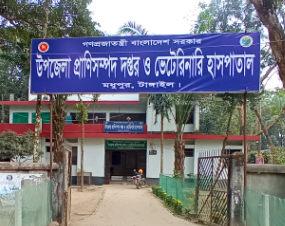 গণপ্রজাতন্ত্রী বাংলাদেশ সরকার
উপজেলা প্রাণিসম্পদ দপ্তর ও ভেটেরিনারি হাসপাতাল
মধুপুর, টাঙ্গাইল